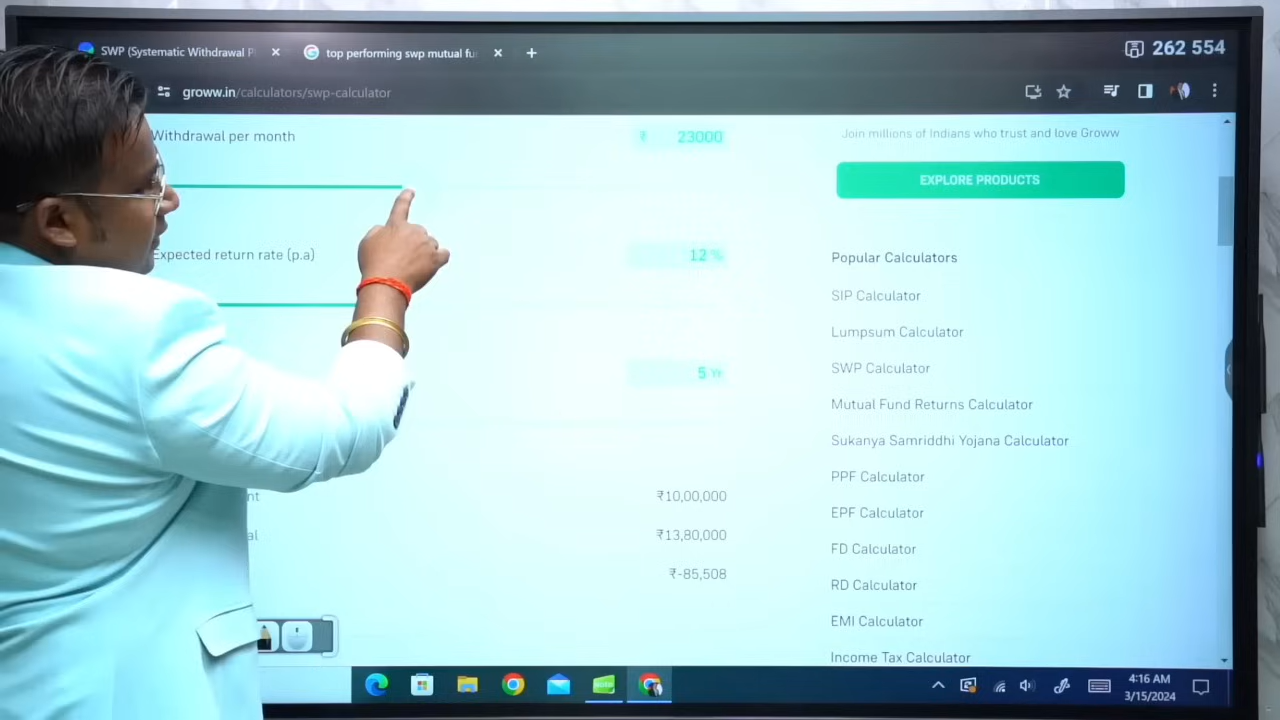 SWP (Systematic Withdrawal P
top performing swp mutual fu
262 554
groww.in/calculators/swp-calculator
Withdrawal per month
₹ 23000
Join millions of Indians who trust and love Groww
EXPLORE PRODUCTS
Expected return rate (p.a)
12 %
Popular Calculators
SIP Calculator
Lumpsum Calculator
5 Yr
SWP Calculator
Mutual Fund Returns Calculator
Sukanya Samriddhi Yojana Calculator
PPF Calculator
nt
₹10,00,000
EPF Calculator
al
₹13,80,000
FD Calculator
₹-85,508
RD Calculator
EMI Calculator
Income Tax Calculator
4:16 AM
3/15/2024